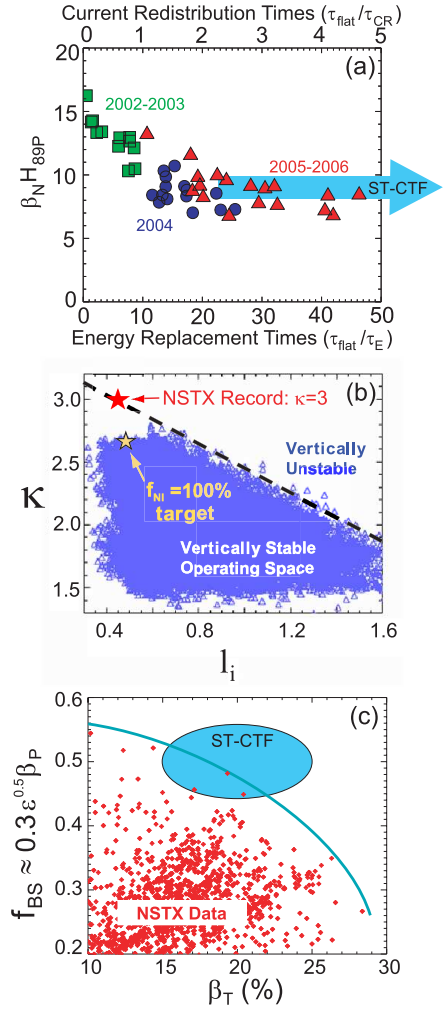 Current Redistribution Times (τflat/τCR)
0 1 2 3 4 5
(a)
20
15
10
5
0
βN H89P
2002-2003
2004
2005-2006
ST-CTF
0 10 20 30 40 50
Energy Replacement Times (τflat/τE)
(b)
3.0
2.5
2.0
1.5
κ
NSTX Record: κ=3
Vertically
Unstable
fNI =100%
target
Vertically Stable
Operating Space
0.4 0.8 1.2 1.6
li
(c)
0.6
0.5
0.4
0.3
0.2
fBS ≈ 0.3ε0.5βP
ST-CTF
NSTX Data
10 15 20 25 30
βT (%)